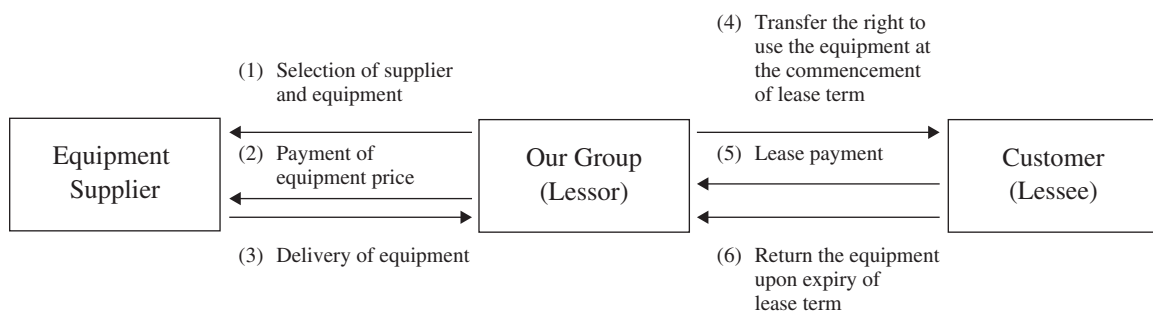 (4) Transfer the right to
use the equipment at
the commencement
of lease term
(1) Selection of supplier
and equipment
Equipment
Supplier
(2) Payment of
equipment price
Our Group
(Lessor)
(5) Lease payment
Customer
(Lessee)
(3) Delivery of equipment
(6) Return the equipment
upon expiry of
lease term